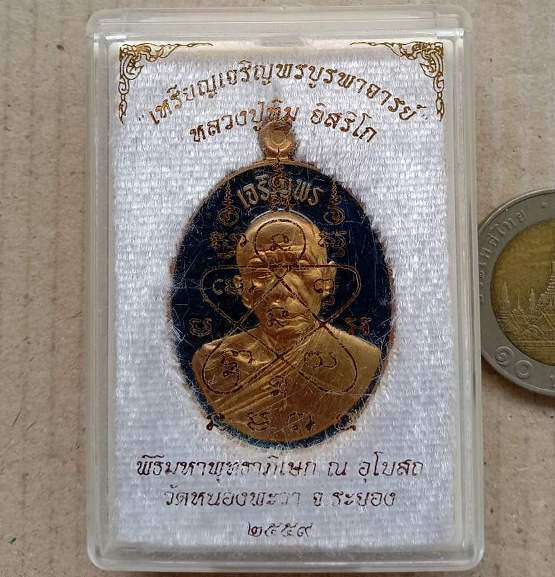 "เหรียญเจริญพรบูรพาจารย์"
หลวงปู่ทิม อิสริโก
เจริญพร
พิธีมหาพุทธาภิเษก ณ อุโบสถ
วัดหนองพะวา จ.ระยอง
๒๕๕๙
๑๐